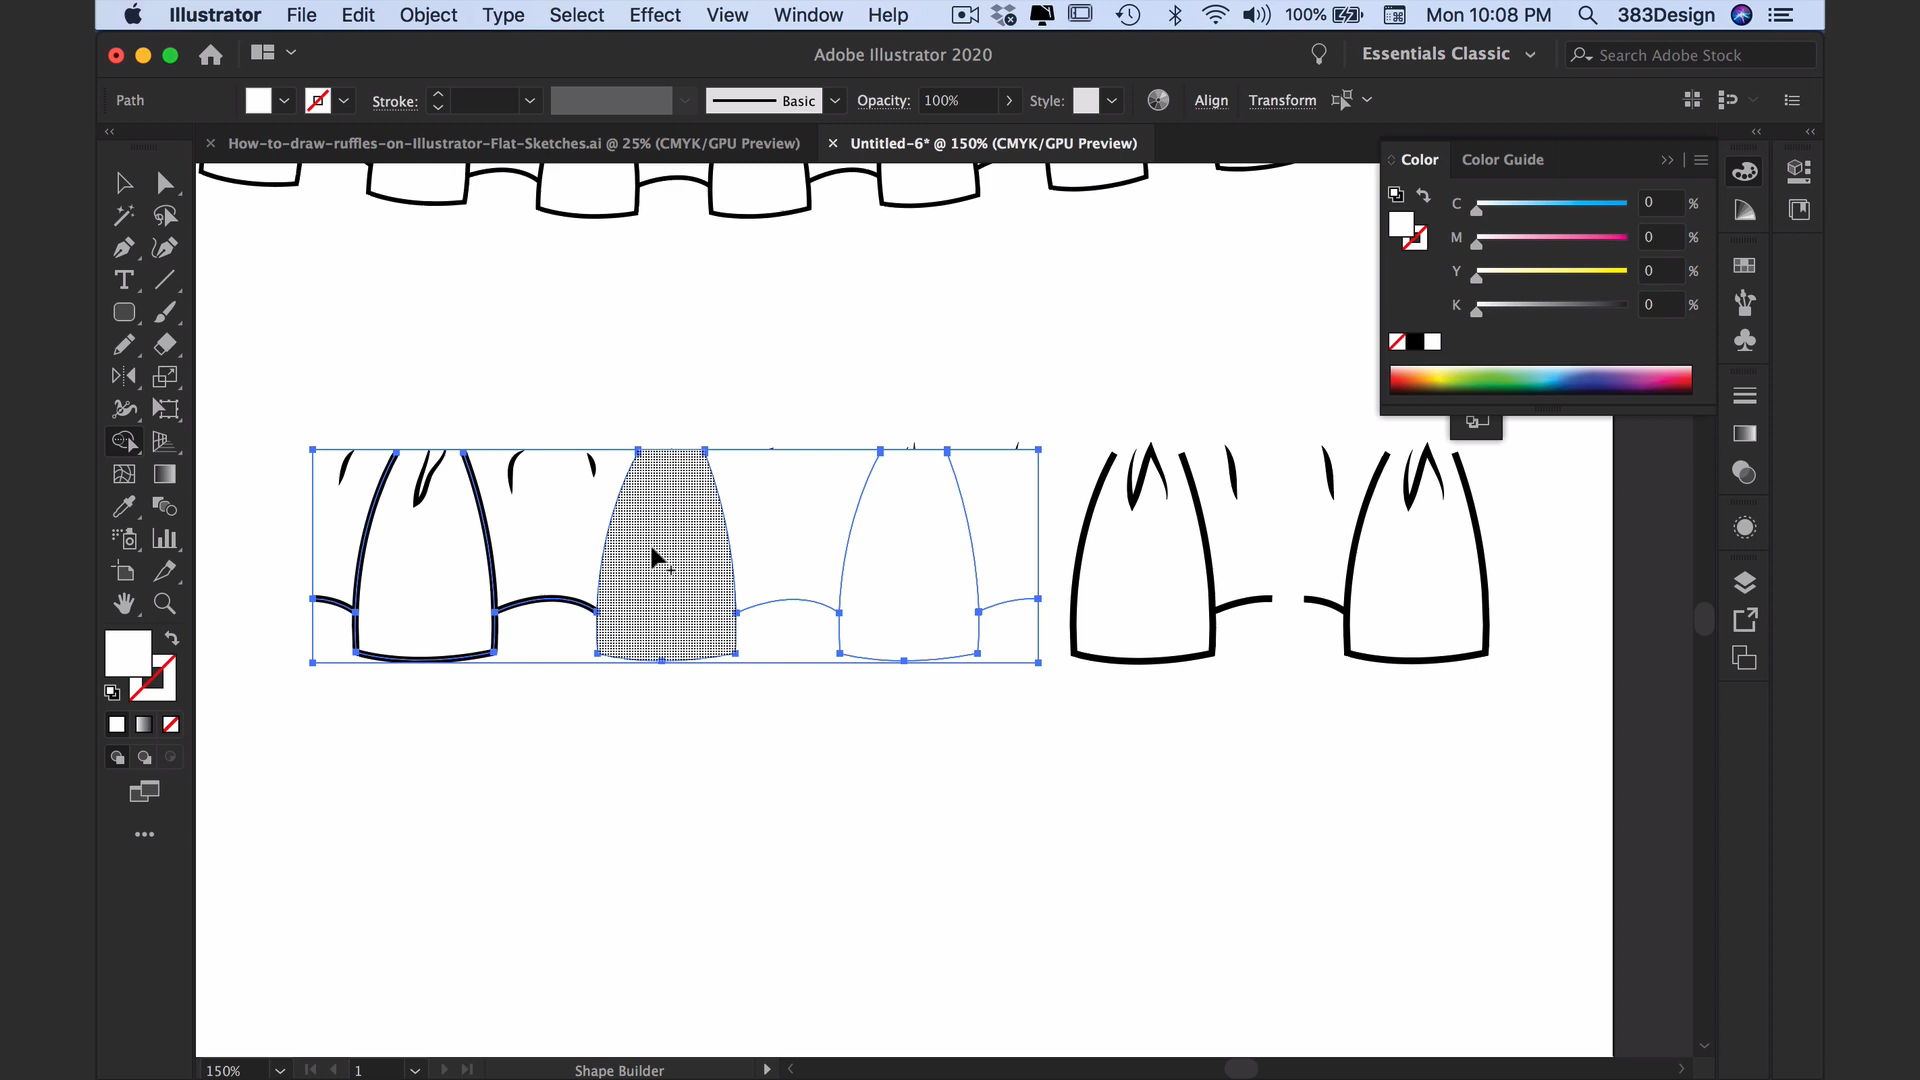 Illustrator File Edit Object Type Select Effect View Window Help 100% Mon 10:08 PM 383Design
Adobe Illustrator 2020 Essentials Classic Search Adobe Stock
Path Stroke: Basic Opacity: 100% Style: Align Transform
How-to-draw-ruffles-on-Illustrator-Flat-Sketches.ai @ 25% (CMYK/GPU Preview) Untitled-6* @ 150% (CMYK/GPU Preview)
Color Color Guide
C 0 %
M 0 %
Y 0 %
K 0 %
150% 1 Shape Builder